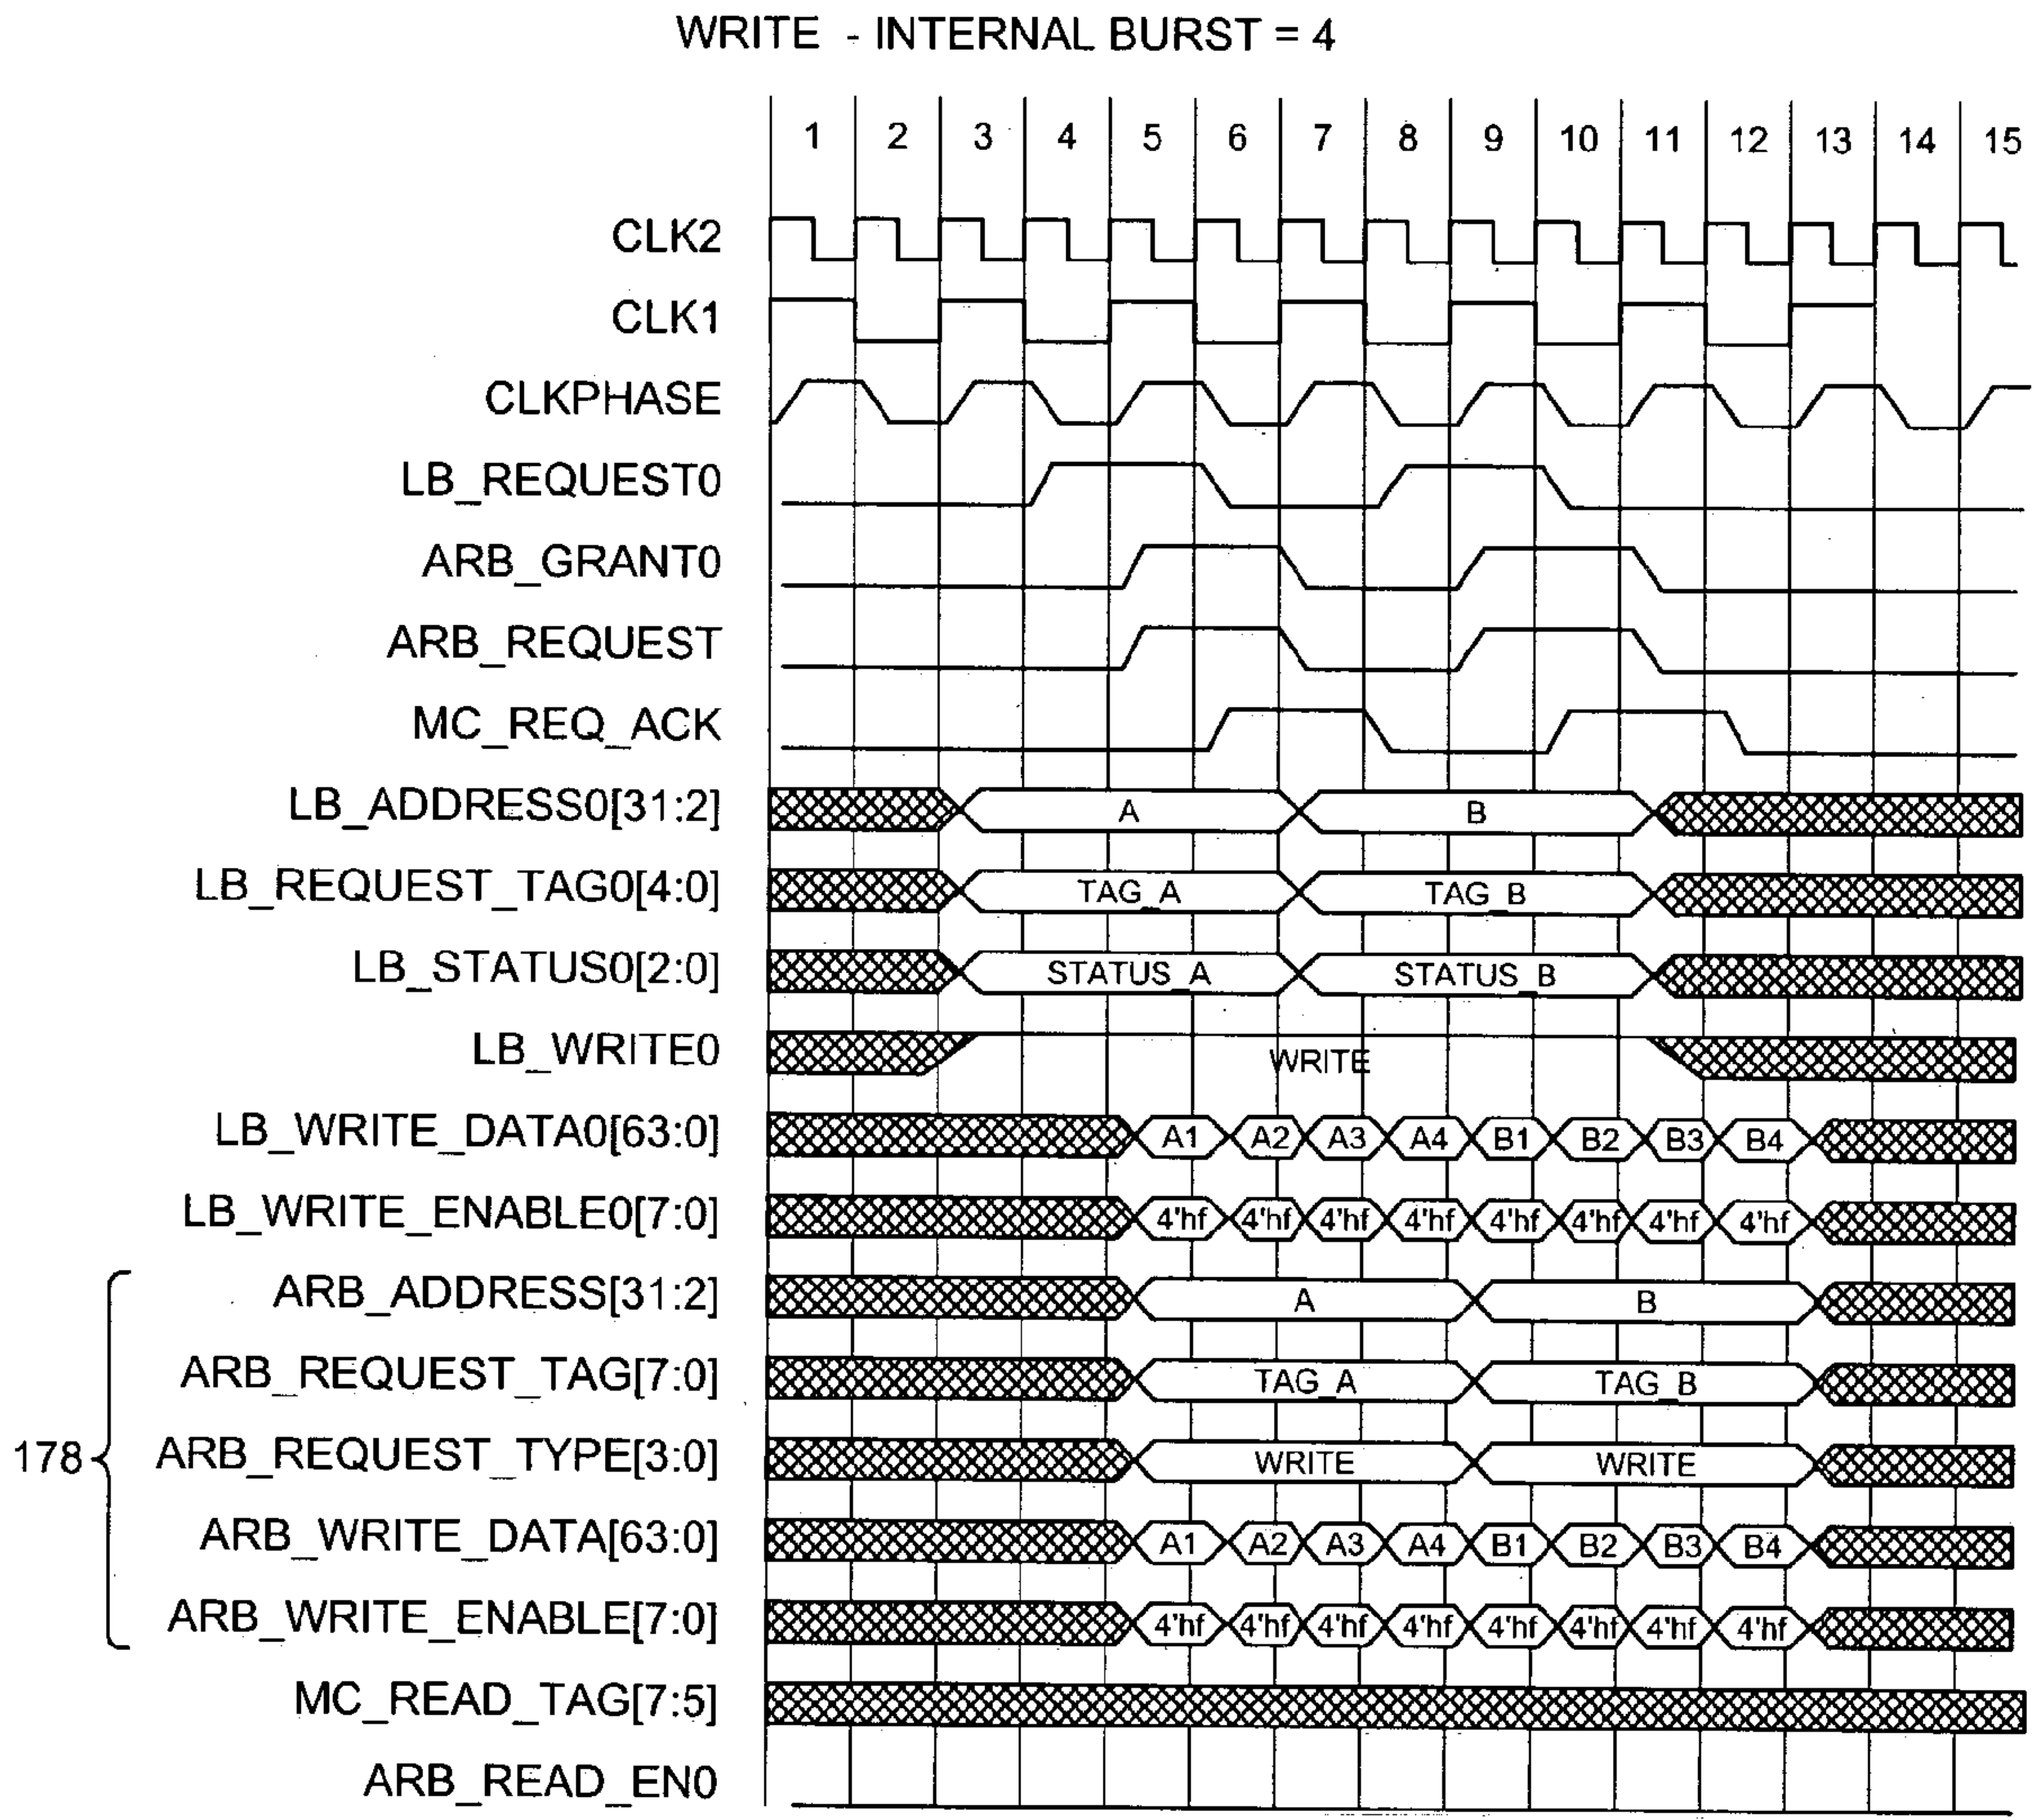 WRITE - INTERNAL BURST = 4
1 2 3 4 5 6 7 8 9 10 11 12 13 14 15
CLK2
CLK1
CLKPHASE
LB_REQUEST0
ARB_GRANT0
ARB_REQUEST
MC_REQ_ACK
LB_ADDRESS0[31:2] A B
LB_REQUEST_TAG0[4:0] TAG_A TAG_B
LB_STATUS0[2:0] STATUS_A STATUS_B
LB_WRITE0 WRITE
LB_WRITE_DATA0[63:0] A1 A2 A3 A4 B1 B2 B3 B4
LB_WRITE_ENABLE0[7:0] 4'hf 4'hf 4'hf 4'hf 4'hf 4'hf 4'hf 4'hf
ARB_ADDRESS[31:2] A B
ARB_REQUEST_TAG[7:0] TAG_A TAG_B
178 ARB_REQUEST_TYPE[3:0] WRITE WRITE
ARB_WRITE_DATA[63:0] A1 A2 A3 A4 B1 B2 B3 B4
ARB_WRITE_ENABLE[7:0] 4'hf 4'hf 4'hf 4'hf 4'hf 4'hf 4'hf 4'hf
MC_READ_TAG[7:5]
ARB_READ_EN0